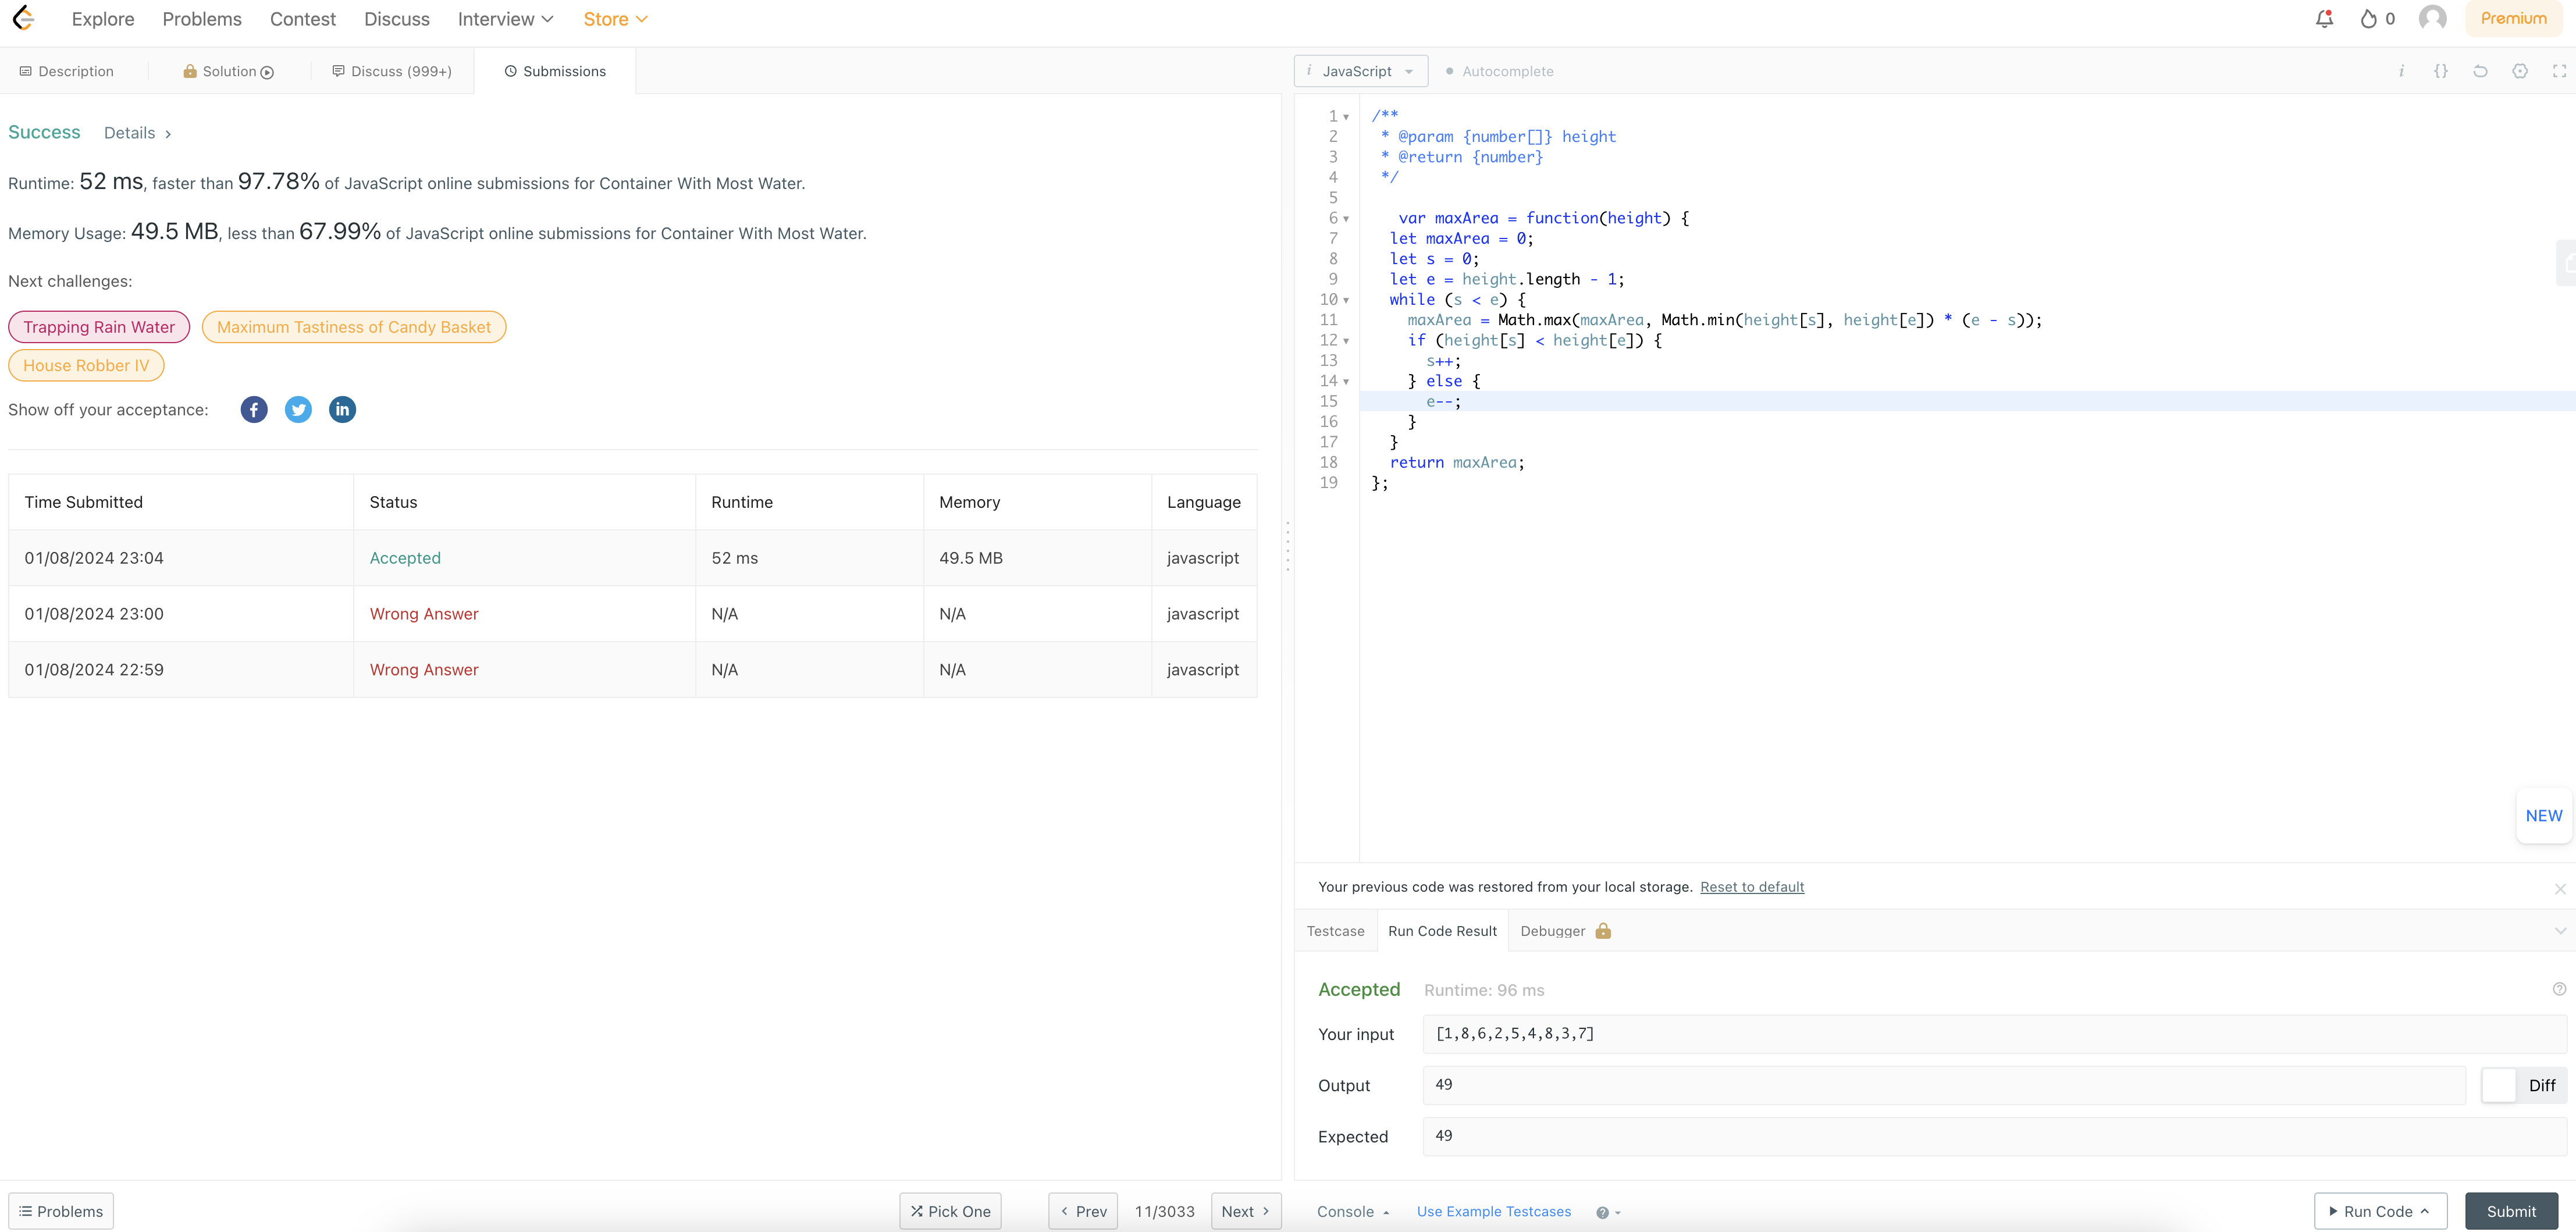 Explore Problems Contest Discuss Interview Store 0 Premium
Description Solution Discuss (999+) Submissions
Success Details
Runtime: 52 ms, faster than 97.78% of JavaScript online submissions for Container With Most Water.
Memory Usage: 49.5 MB, less than 67.99% of JavaScript online submissions for Container With Most Water.
Next challenges:
Trapping Rain Water Maximum Tastiness of Candy Basket
House Robber IV
Show off your acceptance:
Time Submitted Status Runtime Memory Language
01/08/2024 23:04 Accepted 52 ms 49.5 MB javascript
01/08/2024 23:00 Wrong Answer N/A N/A javascript
01/08/2024 22:59 Wrong Answer N/A N/A javascript
Problems Pick One Prev 11/3033 Next
i JavaScript Autocomplete i {}
1 /**
2 * @param {number[]} height
3 * @return {number}
4 */
5
6 var maxArea = function(height) {
7 let maxArea = 0;
8 let s = 0;
9 let e = height.length - 1;
10 while (s < e) {
11 maxArea = Math.max(maxArea, Math.min(height[s], height[e]) * (e - s));
12 if (height[s] < height[e]) {
13 s++;
14 } else {
15 e--;
16 }
17 }
18 return maxArea;
19 };
NEW
Your previous code was restored from your local storage. Reset to default
Testcase Run Code Result Debugger
Accepted Runtime: 96 ms
Your input [1,8,6,2,5,4,8,3,7]
Output 49 Diff
Expected 49
Console Use Example Testcases Run Code Submit